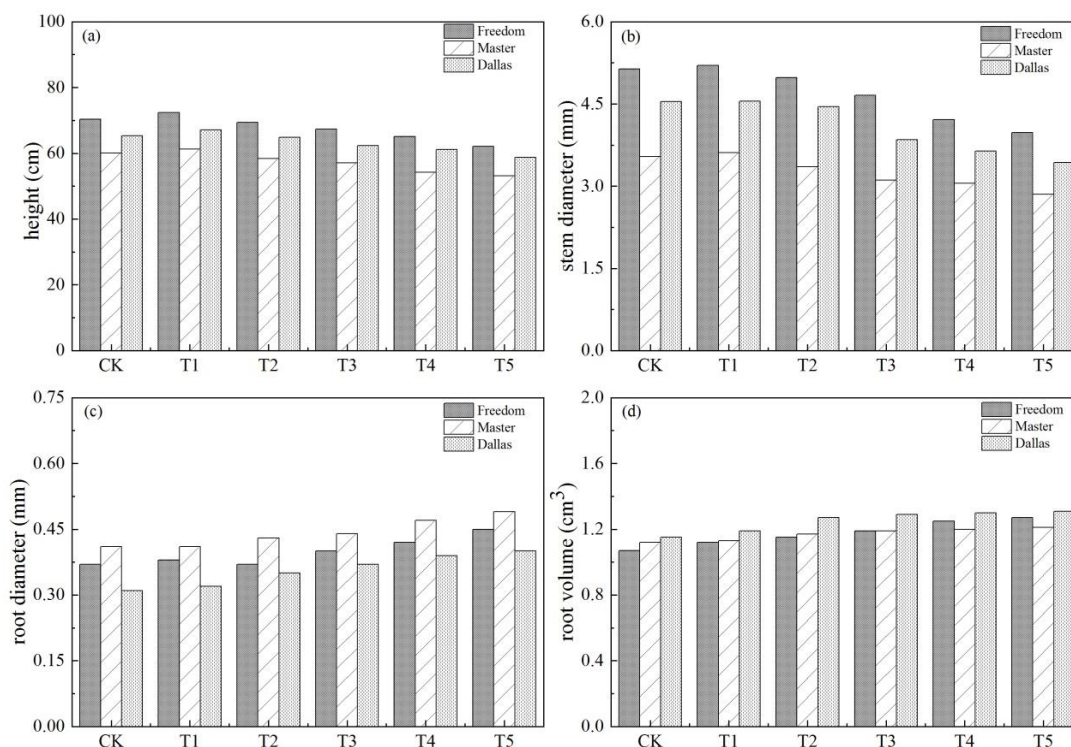 (a)
Freedom
Master
Dallas
height (cm)
100
80
60
40
20
0
CK T1 T2 T3 T4 T5
(b)
Freedom
Master
Dallas
stem diameter (mm)
6.0
4.5
3.0
1.5
0.0
CK T1 T2 T3 T4 T5
(c)
Freedom
Master
Dallas
root diameter (mm)
0.75
0.60
0.45
0.30
0.15
0.00
CK T1 T2 T3 T4 T5
(d)
Freedom
Master
Dallas
root volume (cm³)
2.0
1.6
1.2
0.8
0.4
0.0
CK T1 T2 T3 T4 T5